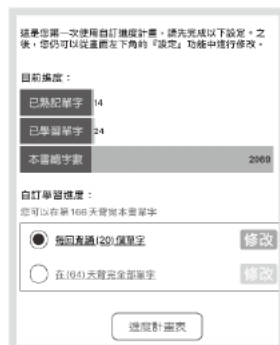 這是您第一次使用自訂進度計畫，請先完成以下設定。之
後，您仍可以從畫面左下角的『設定』功能中進行修改。
目前進度：
已熟記單字 14
已學習單字 24
本書總字數 2069
自訂學習進度：
您可以在第 166 天背完本書單字
每回背誦(20)個單字 修改
在(64)天背完全部單字 修改
進度計畫表